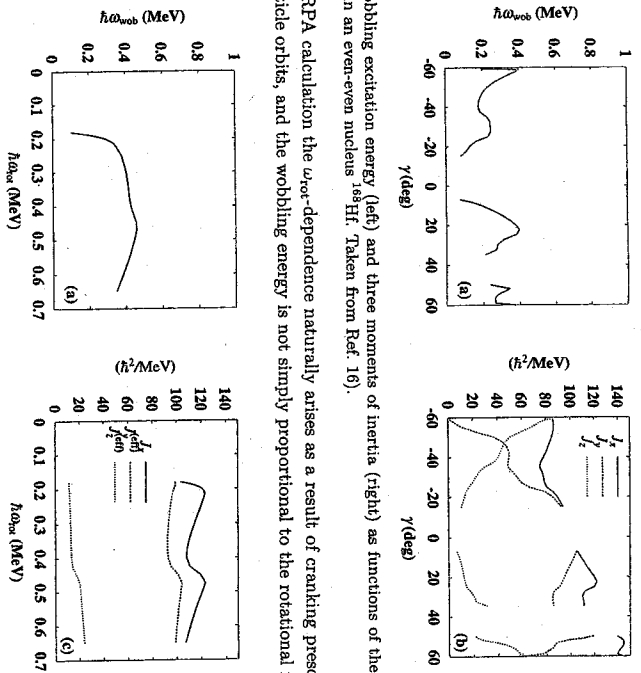 ħω_wob (MeV)
1
0.8
0.6
0.4
0.2
0
-60 -40 -20 0 20 40 60
γ(deg)
(a)
(ħ²/MeV)
140
120
100
80
60
40
20
0
-60 -40 -20 0 20 40 60
γ(deg)
J_x
J_y
J_z
(b)
obbling excitation energy (left) and three moments of inertia (right) as functions of the
n an even-even nucleus ¹⁶⁸Hf. Taken from Ref. 16).
RPA calculation the ω_rot-dependence naturally arises as a result of cranking presc
icle orbits, and the wobbling energy is not simply proportional to the rotational
ħω_wob (MeV)
1
0.8
0.6
0.4
0.2
0
0 0.1 0.2 0.3 0.4 0.5 0.6 0.7
ħω_rot (MeV)
(a)
(ħ²/MeV)
140
120
100
80
60
40
20
0
0 0.1 0.2 0.3 0.4 0.5 0.6 0.7
ħω_rot (MeV)
J_x
J_y^(eff)
J_z^(eff)
(c)